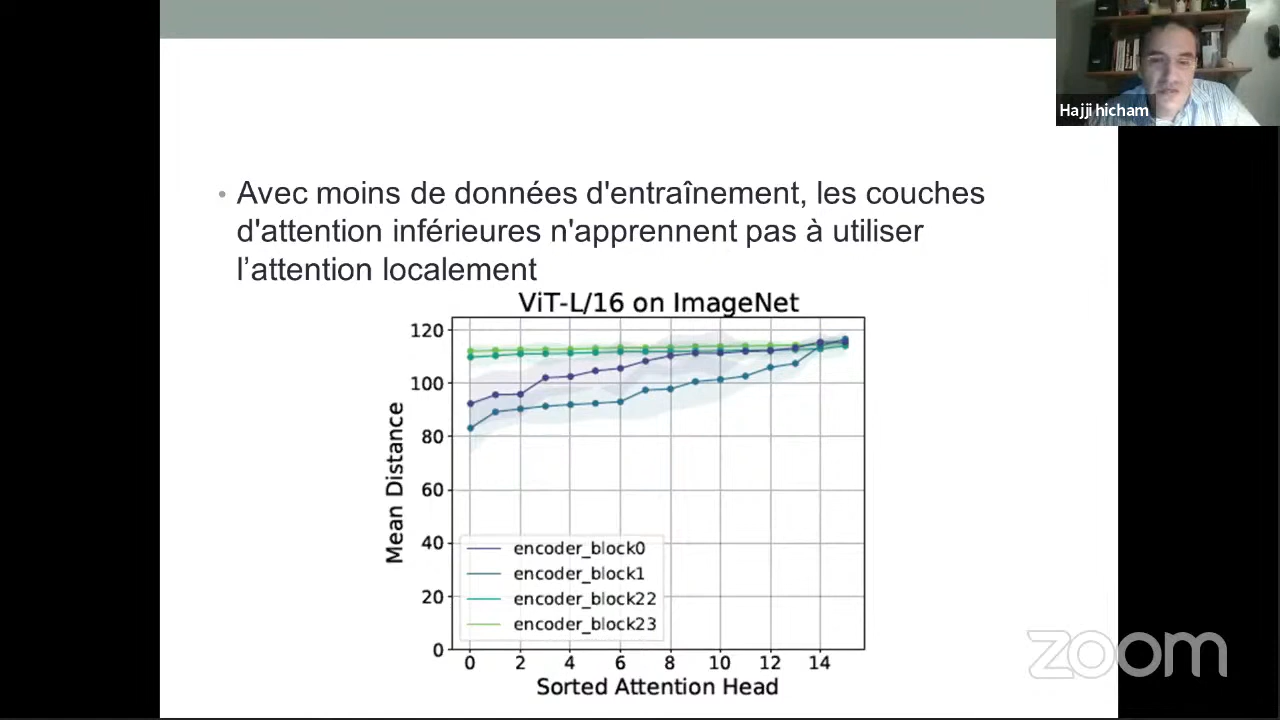 Hajji hicham
• Avec moins de données d'entraînement, les couches
d'attention inférieures n'apprennent pas à utiliser
l’attention localement
ViT-L/16 on ImageNet
120
100
80
60
40
20
0
Mean Distance
encoder_block0
encoder_block1
encoder_block22
encoder_block23
0 2 4 6 8 10 12 14
Sorted Attention Head
zoom